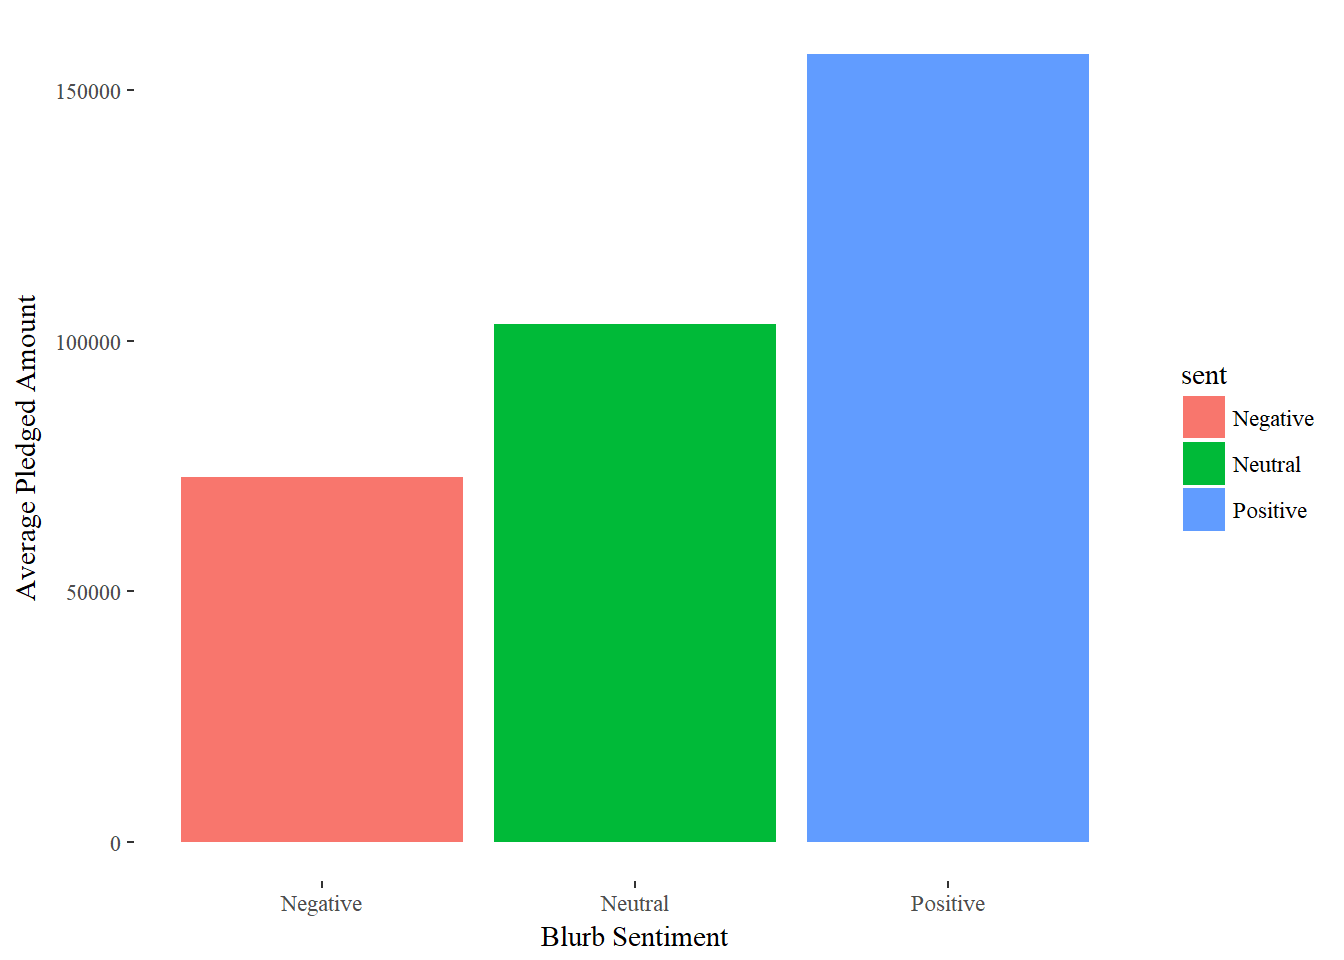 150000
100000
50000
0
Average Pledged Amount
Negative
Neutral
Positive
Blurb Sentiment
sent
Negative
Neutral
Positive